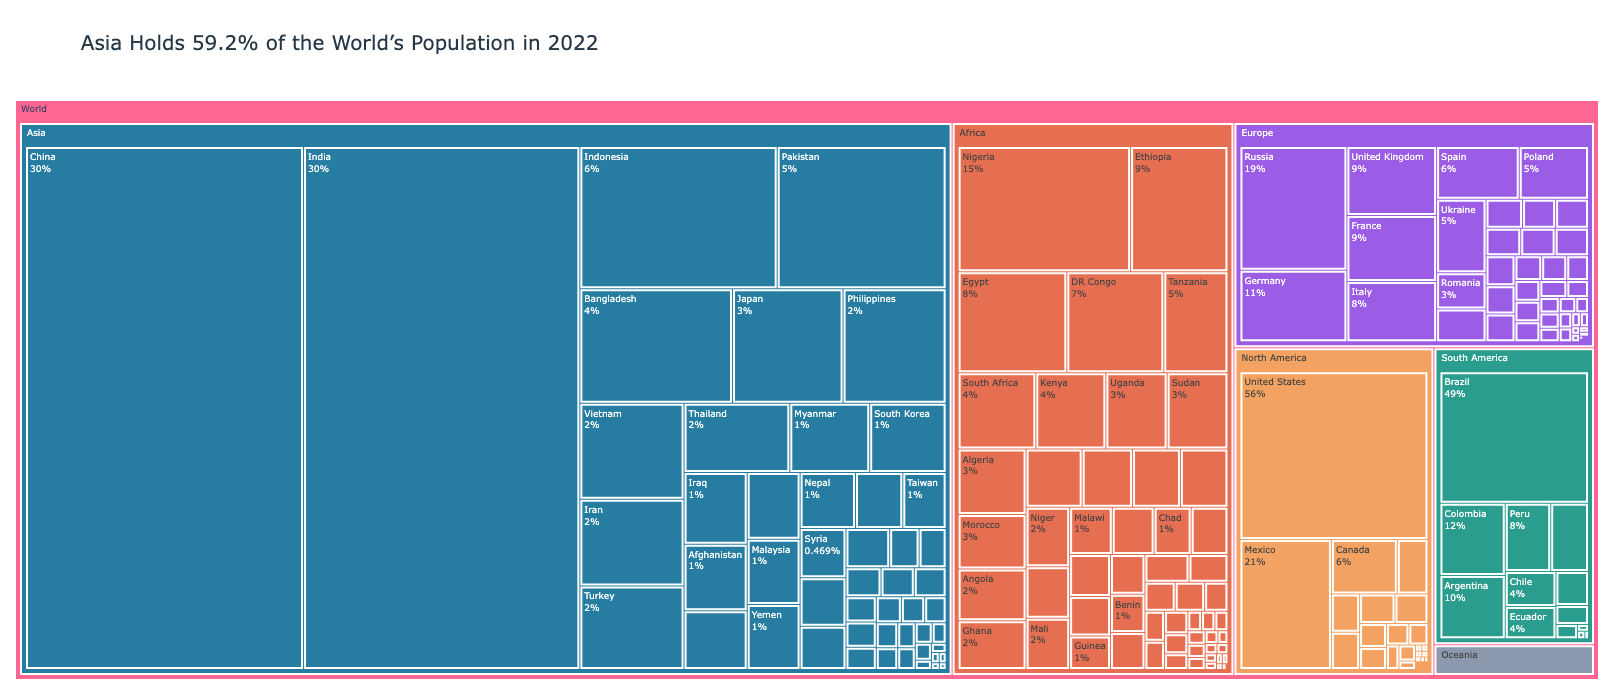 Asia Holds 59.2% of the World’s Population in 2022
World
Asia
China
30%
India
30%
Indonesia
6%
Pakistan
5%
Bangladesh
4%
Japan
3%
Philippines
2%
Vietnam
2%
Thailand
2%
Myanmar
1%
South Korea
1%
Iran
2%
Turkey
2%
Iraq
1%
Afghanistan
1%
Malaysia
1%
Yemen
1%
Nepal
1%
Taiwan
1%
Syria
0.469%
Africa
Nigeria
15%
Ethiopia
9%
Egypt
8%
DR Congo
7%
Tanzania
5%
South Africa
4%
Kenya
4%
Uganda
3%
Sudan
3%
Algeria
3%
Morocco
3%
Angola
2%
Ghana
2%
Niger
2%
Mali
2%
Malawi
1%
Guinea
1%
Chad
1%
Benin
1%
Europe
Russia
19%
Germany
11%
United Kingdom
9%
France
9%
Italy
8%
Spain
6%
Poland
5%
Ukraine
5%
Romania
3%
North America
United States
56%
Mexico
21%
Canada
6%
South America
Brazil
49%
Colombia
12%
Argentina
10%
Peru
8%
Chile
4%
Ecuador
4%
Oceania